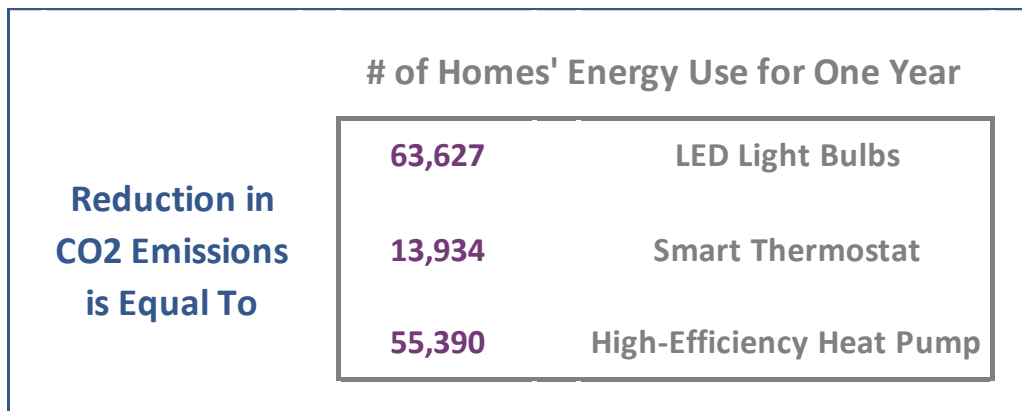 # of Homes' Energy Use for One Year
Reduction in
CO2 Emissions
is Equal To
63,627 LED Light Bulbs
13,934 Smart Thermostat
55,390 High-Efficiency Heat Pump